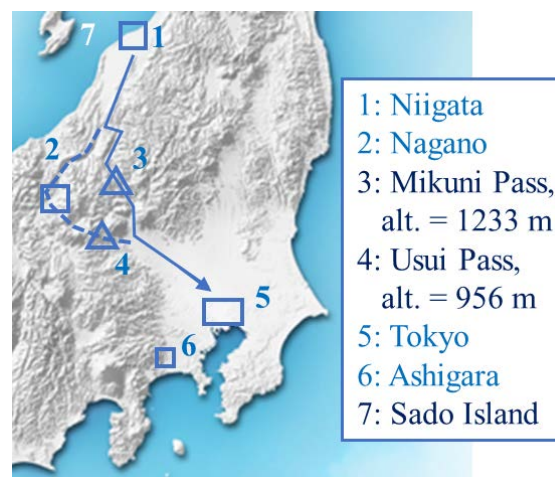 7
1
2
3
4
5
6
1: Niigata
2: Nagano
3: Mikuni Pass,
alt. = 1233 m
4: Usui Pass,
alt. = 956 m
5: Tokyo
6: Ashigara
7: Sado Island